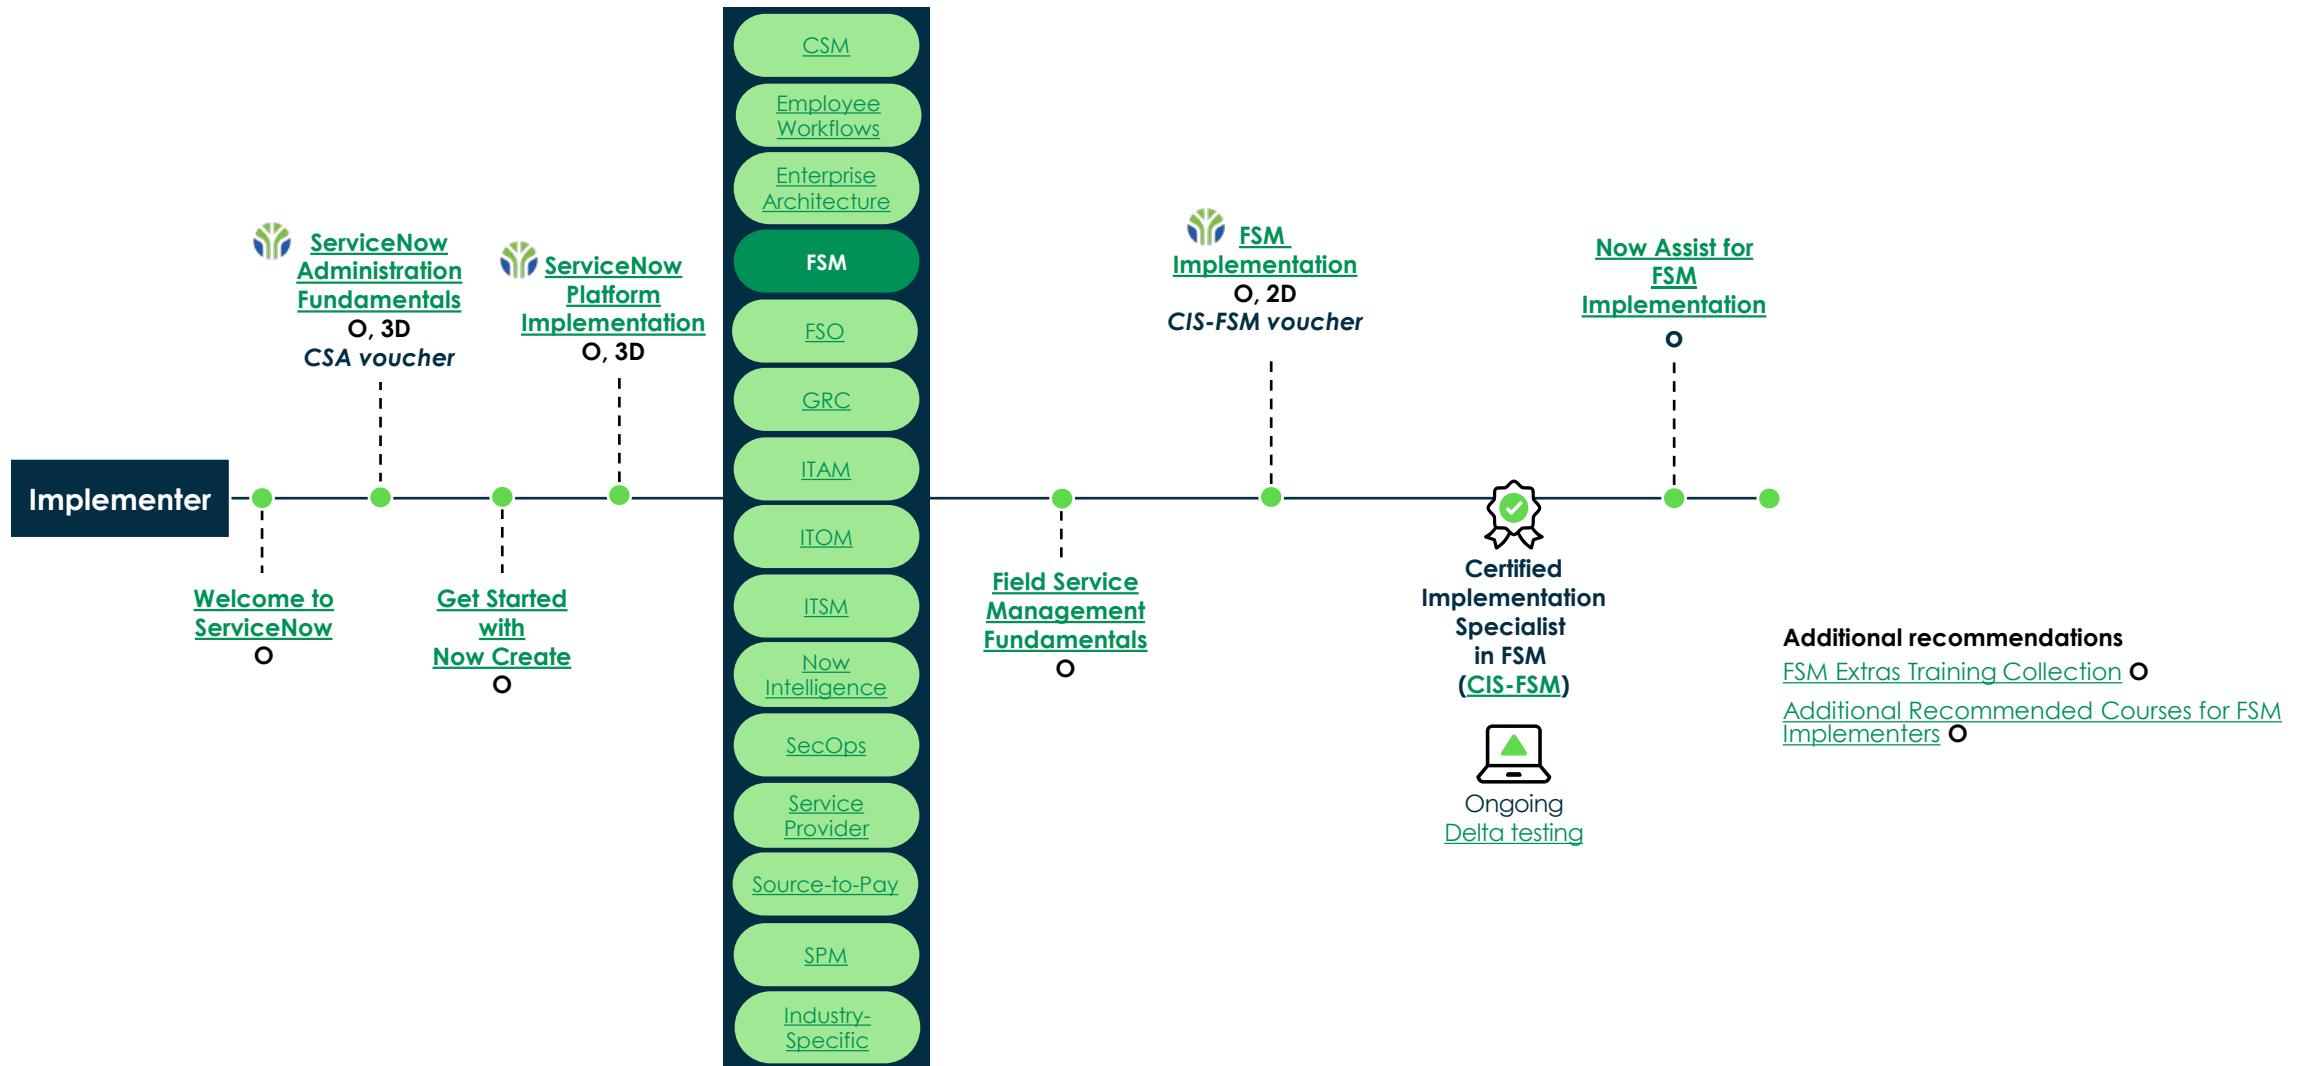 Implementer
Welcome to
ServiceNow
O
ServiceNow
Administration
Fundamentals
O, 3D
CSA voucher
Get Started
with
Now Create
O
ServiceNow
Platform
Implementation
O, 3D
CSM
Employee
Workflows
Enterprise
Architecture
FSM
FSO
GRC
ITAM
ITOM
ITSM
Now
Intelligence
SecOps
Service
Provider
Source-to-Pay
SPM
Industry-
Specific
Field Service
Management
Fundamentals
O
FSM
Implementation
O, 2D
CIS-FSM voucher
Certified
Implementation
Specialist
in FSM
(CIS-FSM)
Ongoing
Delta testing
Now Assist for
FSM
Implementation
O
Additional recommendations
FSM Extras Training Collection O
Additional Recommended Courses for FSM
Implementers O